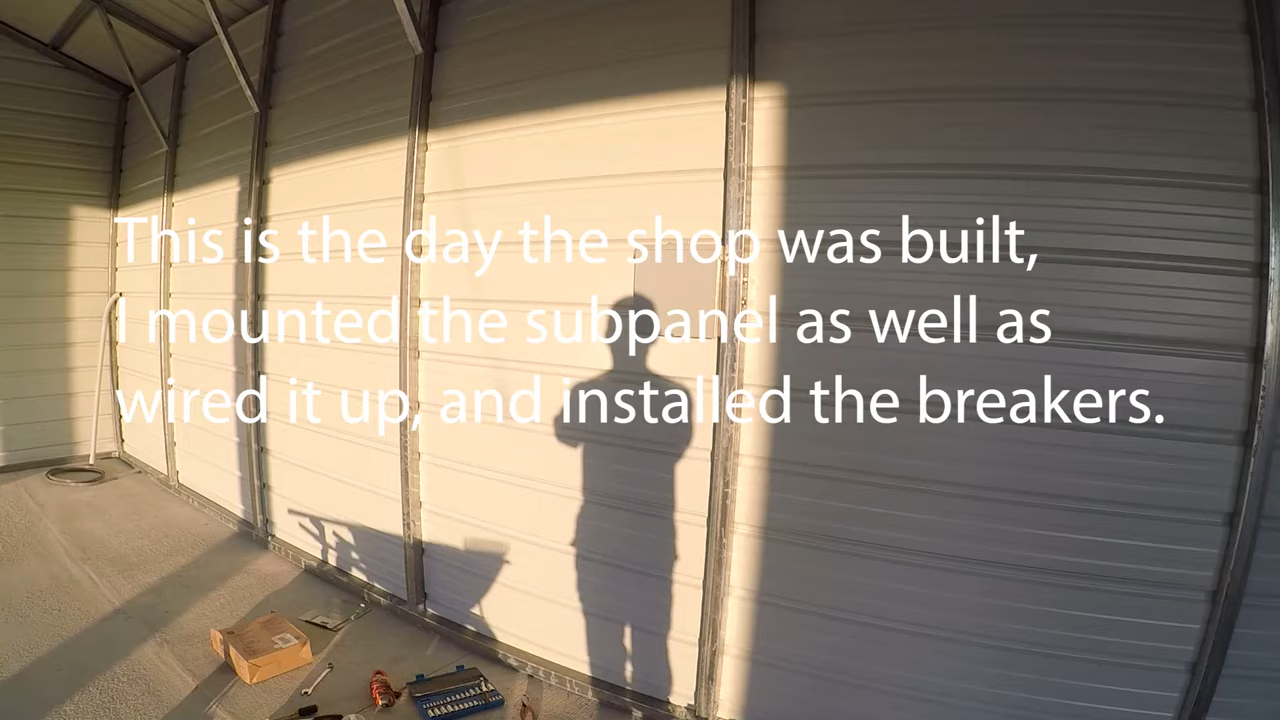 This is the day the shop was built,
I mounted the subpanel as well as
wired it up, and installed the breakers.